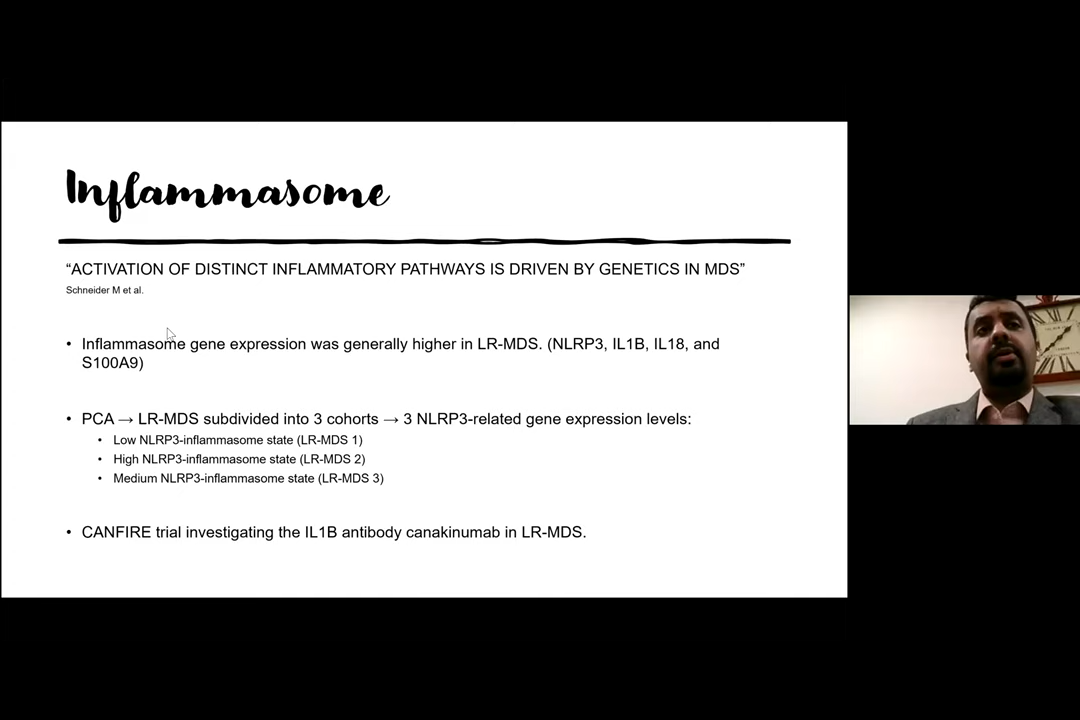 Inflammasome
“ACTIVATION OF DISTINCT INFLAMMATORY PATHWAYS IS DRIVEN BY GENETICS IN MDS”
Schneider M et al.
• Inflammasome gene expression was generally higher in LR-MDS. (NLRP3, IL1B, IL18, and
S100A9)
• PCA → LR-MDS subdivided into 3 cohorts → 3 NLRP3-related gene expression levels:
• Low NLRP3-inflammasome state (LR-MDS 1)
• High NLRP3-inflammasome state (LR-MDS 2)
• Medium NLRP3-inflammasome state (LR-MDS 3)
• CANFIRE trial investigating the IL1B antibody canakinumab in LR-MDS.